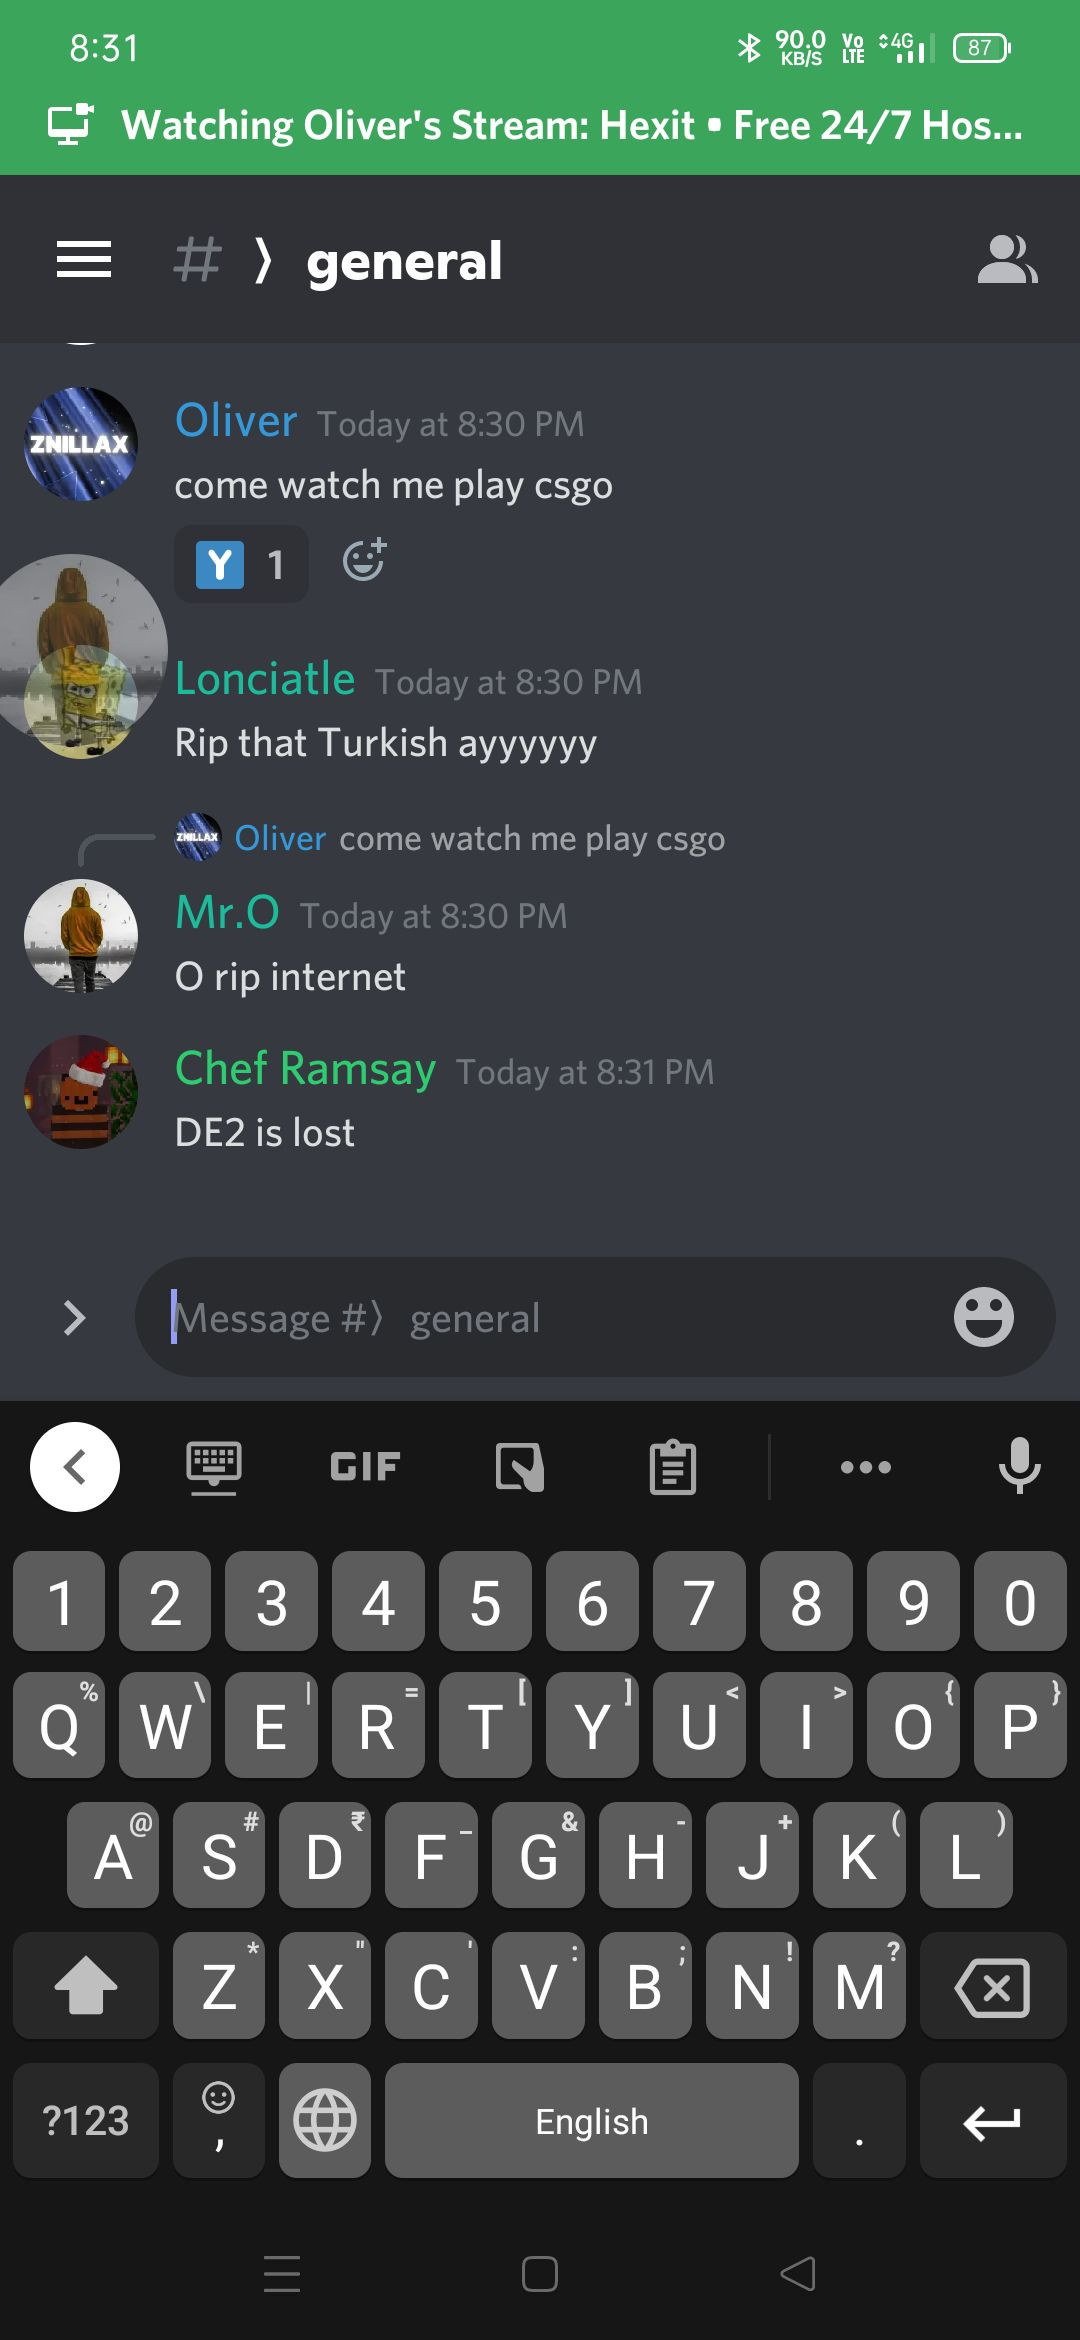 8:31
90.0
KB/S
Vo
LTE
4G
87
Watching Oliver's Stream: Hexit • Free 24/7 Hos...
# 〉 general
ZNILLAX
Oliver Today at 8:30 PM
come watch me play csgo
Y 1
Lonciatle Today at 8:30 PM
Rip that Turkish ayyyyyy
ZNILLAX Oliver come watch me play csgo
Mr.O Today at 8:30 PM
O rip internet
Chef Ramsay Today at 8:31 PM
DE2 is lost
Message #〉 general
GIF
1 2 3 4 5 6 7 8 9 0
% \ | = [ ] < > { }
Q W E R T Y U I O P
@ # ₹ _ & - + ( )
A S D F G H J K L
* " ' : ; ! ?
Z X C V B N M
?123 , English .